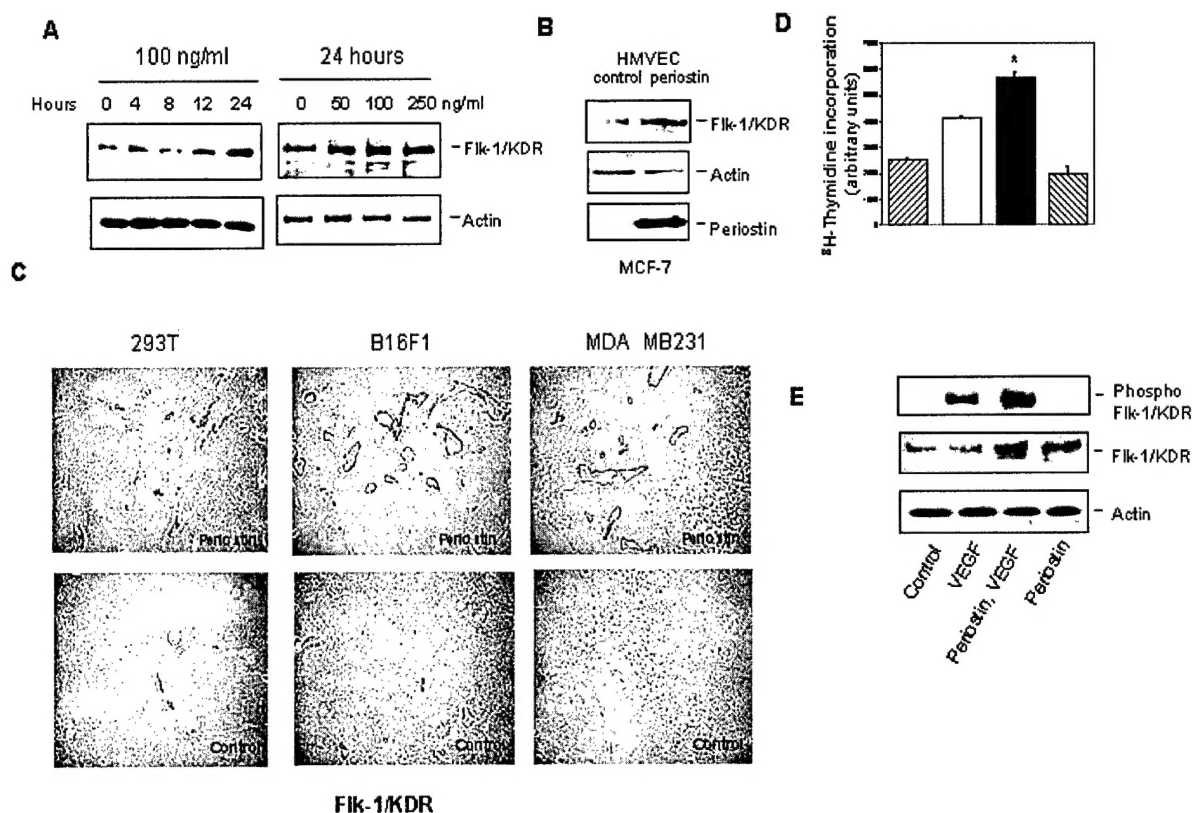 A
100 ng/ml
24 hours
Hours 0 4 8 12 24
0 50 100 250 ng/ml
Flk-1/KDR
Actin
B
HMVEC
control periostin
Flk-1/KDR
Actin
Periostin
MCF-7
D
³H-Thymidine incorporation
(arbitrary units)
*
C
293T
B16F1
MDA MB231
Periostin
Periostin
Periostin
Control
Control
Control
Flk-1/KDR
E
Phospho
Flk-1/KDR
Flk-1/KDR
Actin
Control
VEGF
Periostin, VEGF
Periostin